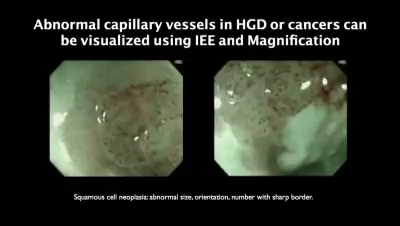 Abnormal capillary vessels in HGD or cancers can
be visualized using IEE and Magnification
Squamous cell neoplasia; abnormal size, orientation, number with sharp border.